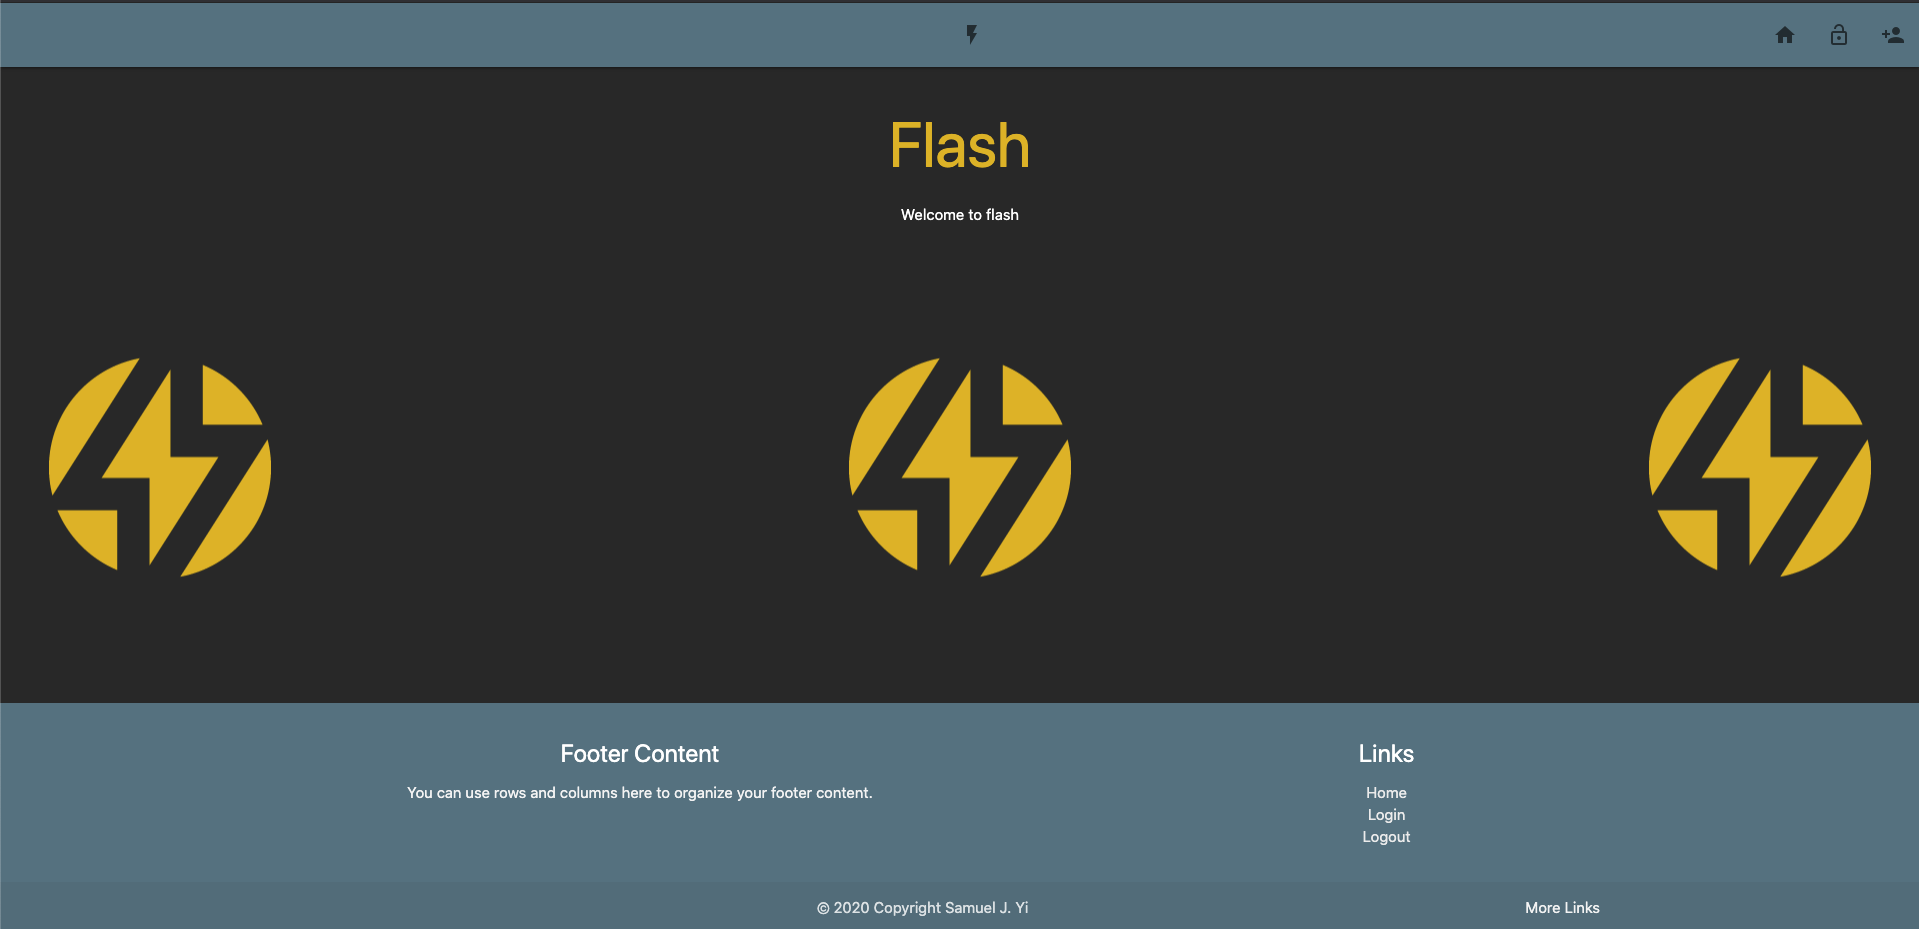 Flash
Welcome to flash
Footer Content
You can use rows and columns here to organize your footer content.
Links
Home
Login
Logout
© 2020 Copyright Samuel J. Yi
More Links